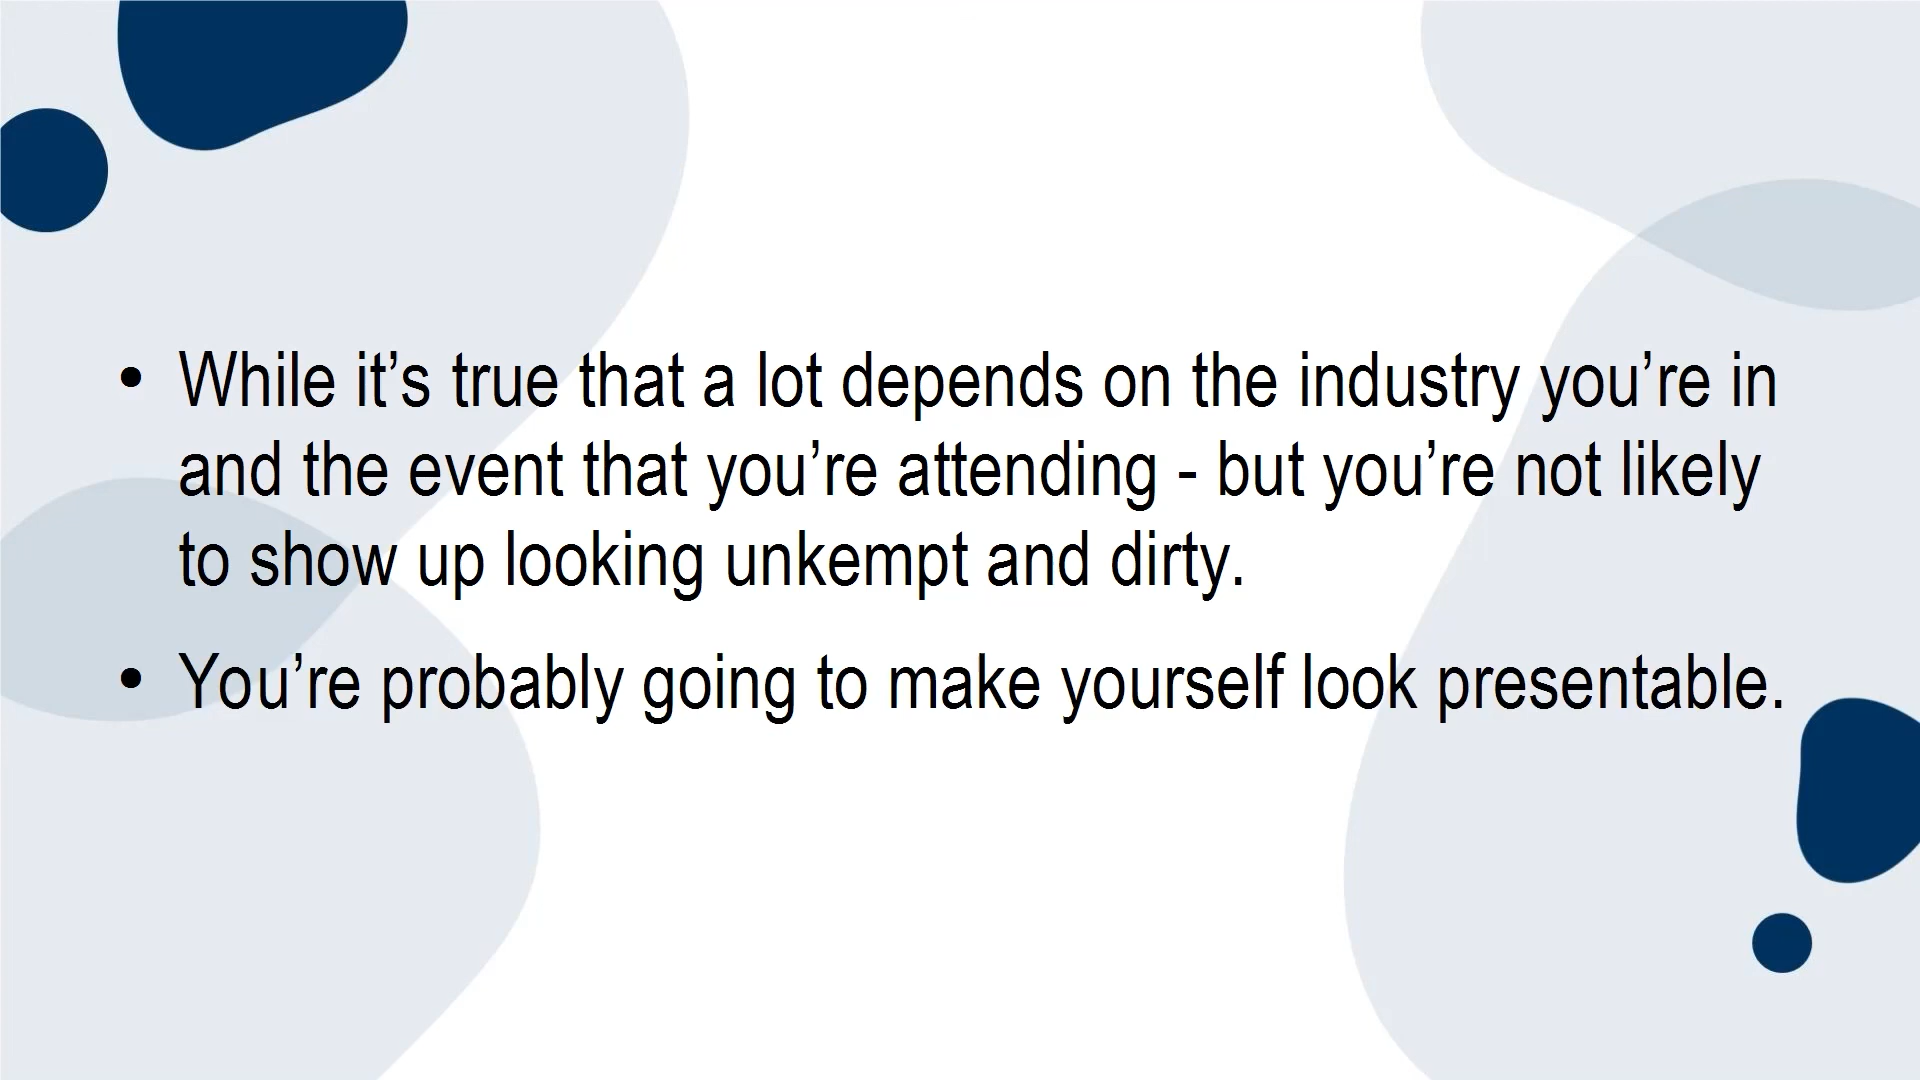 • While it’s true that a lot depends on the industry you’re in
and the event that you’re attending - but you’re not likely
to show up looking unkempt and dirty.
• You’re probably going to make yourself look presentable.